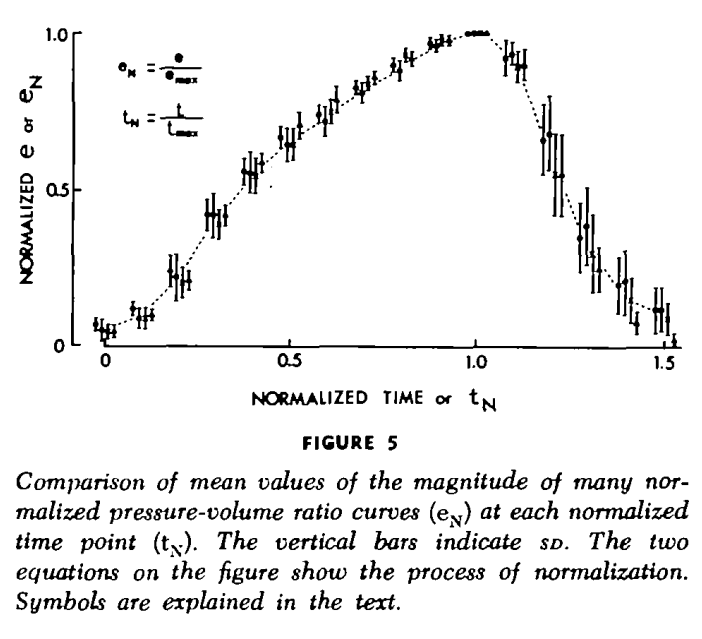 1.0
e_N = e / e_max
t_N = t / t_max
0.5
0
NORMALIZED e or e_N
0 0.5 1.0 1.5
NORMALIZED TIME or t_N
FIGURE 5
Comparison of mean values of the magnitude of many nor-
malized pressure-volume ratio curves (e_N) at each normalized
time point (t_N). The vertical bars indicate SD. The two
equations on the figure show the process of normalization.
Symbols are explained in the text.